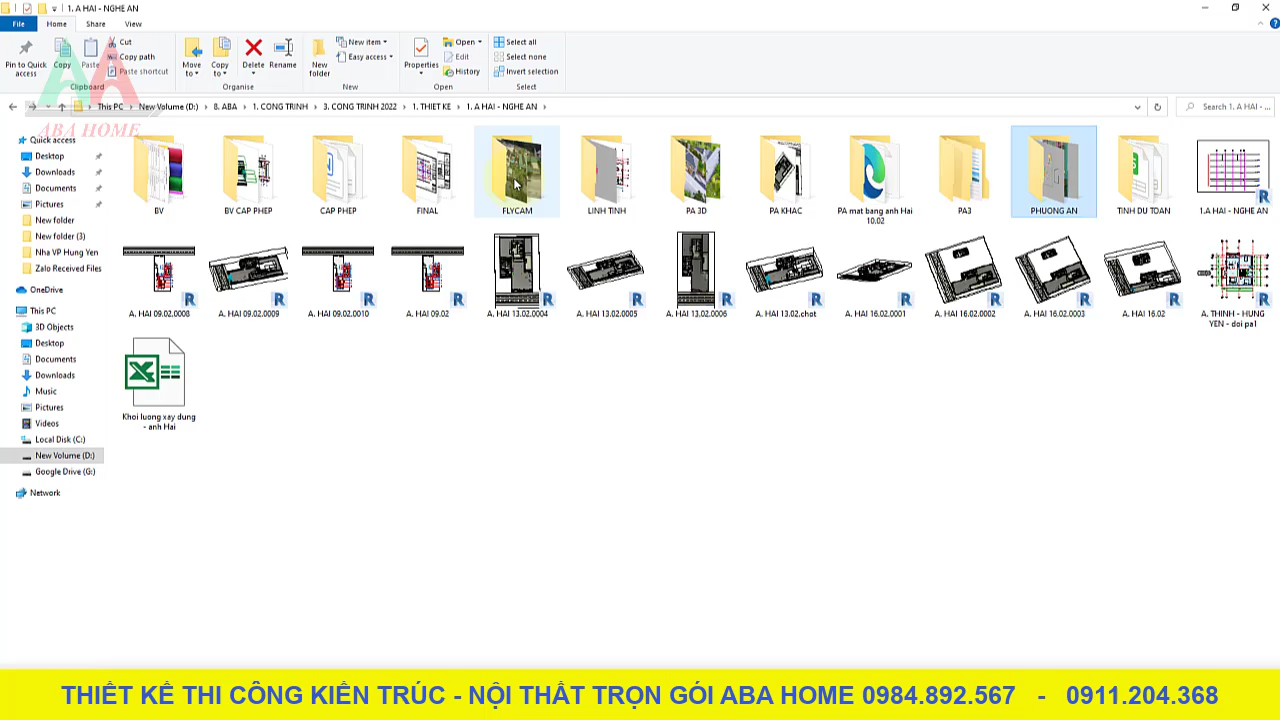 1. A HAI - NGHE AN
File Home Share View
Pin to Quick access
Copy
Paste
Cut
Copy path
Paste shortcut
Clipboard
Move to
Copy to
Delete
Rename
Organise
New folder
New item
Easy access
New
Properties
Open
Edit
History
Open
Select all
Select none
Invert selection
Select
This PC › New Volume (D:) › 8. ABA › 1. CONG TRINH › 3. CONG TRINH 2022 › 1. THIET KE › 1. A HAI - NGHE AN ›
Search 1. A HAI - ...
ABA HOME
Quick access
Desktop
Downloads
Documents
Pictures
New folder
New folder (3)
Nha VP Hung Yen
Zalo Received Files
OneDrive
This PC
3D Objects
Desktop
Documents
Downloads
Music
Pictures
Videos
Local Disk (C:)
New Volume (D:)
Google Drive (G:)
Network
BV
BV CAP PHEP
CAP PHEP
FINAL
FLYCAM
LINH TINH
PA 3D
PA KHAC
PA mat bang anh Hai 10.02
PA3
PHUONG AN
TINH DU TOAN
1.A HAI - NGHE AN
A. HAI 09.02.0008
A. HAI 09.02.0009
A. HAI 09.02.0010
A. HAI 09.02
A. HAI 13.02.0004
A. HAI 13.02.0005
A. HAI 13.02.0006
A. HAI 13.02.chot
A. HAI 16.02.0001
A. HAI 16.02.0002
A. HAI 16.02.0003
A. HAI 16.02
A. THINH - HUNG YEN - doi pa1
Khoi luong xay dung - anh Hai
THIẾT KẾ THI CÔNG KIẾN TRÚC - NỘI THẤT TRỌN GÓI ABA HOME 0984.892.567 - 0911.204.368